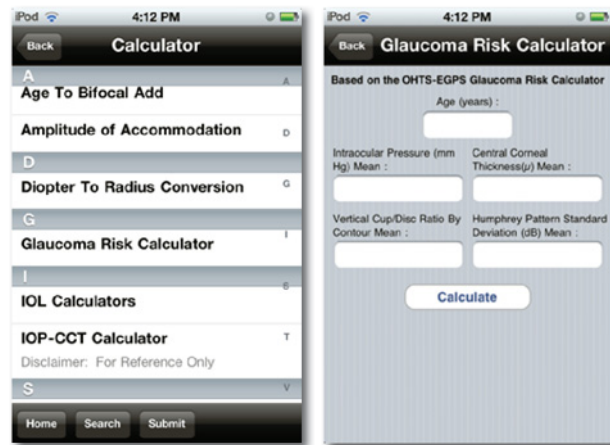 iPod 4:12 PM
Back Calculator
A
Age To Bifocal Add
A
Amplitude of Accommodation
D
D
Diopter To Radius Conversion
G
G
Glaucoma Risk Calculator
I
I
IOL Calculators
S
IOP-CCT Calculator
T
Disclaimer: For Reference Only
S
V
Home Search Submit
iPod 4:12 PM
Back Glaucoma Risk Calculator
Based on the OHTS-EGPS Glaucoma Risk Calculator
Age (years) :
Intraocular Pressure (mm
Hg) Mean :
Central Corneal
Thickness(μ) Mean :
Vertical Cup/Disc Ratio By
Contour Mean :
Humphrey Pattern Standard
Deviation (dB) Mean :
Calculate